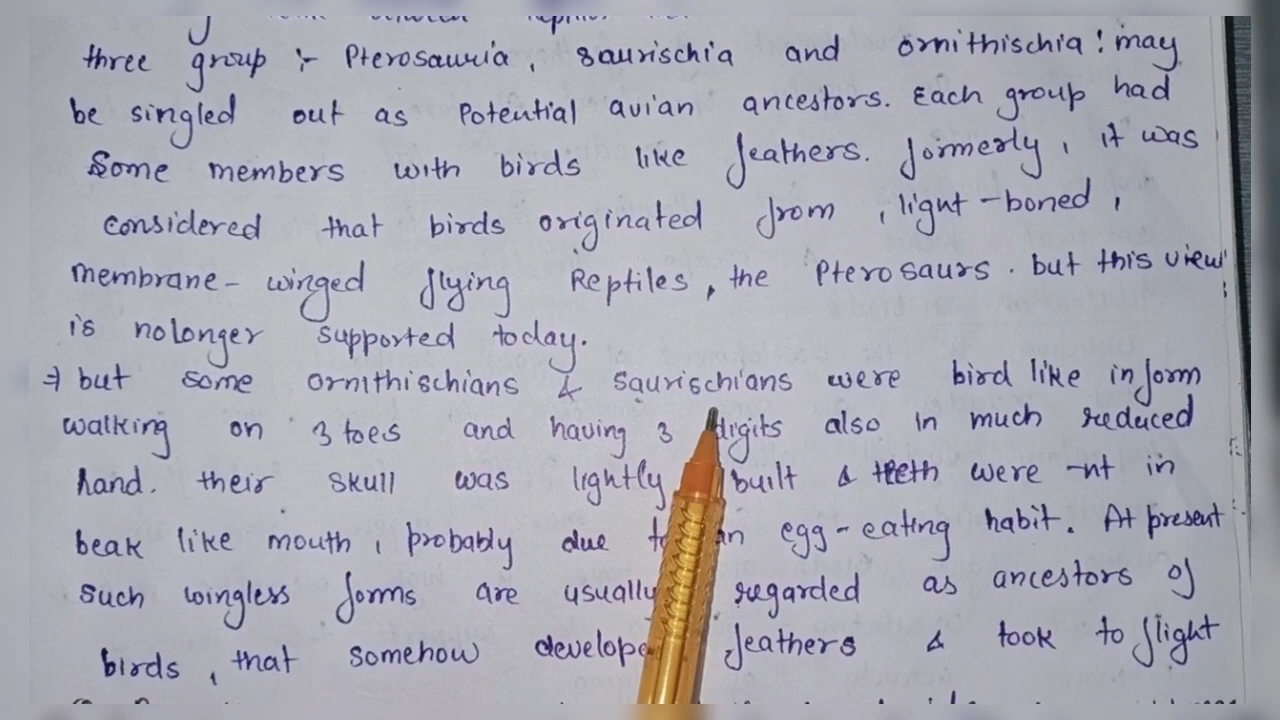 three group :- Pterosauria, saurischia and ornithischia : may
be singled out as Potential avian ancestors. Each group had
Some members with birds like feathers. formerly, it was
considered that birds originated from , light-boned ,
membrane- winged flying Reptiles, the Pterosaurs. but this view
is nolonger supported today.
⇒ but some ornithischians & saurischians were bird like in form
walking on 3 toes and having 3 digits also in much reduced
hand. their skull was lightly built & teeth were -nt in
beak like mouth, probably due to an egg-eating habit. At present
such wingless forms are usually regarded as ancestors of
birds, that somehow develope feathers & took to flight